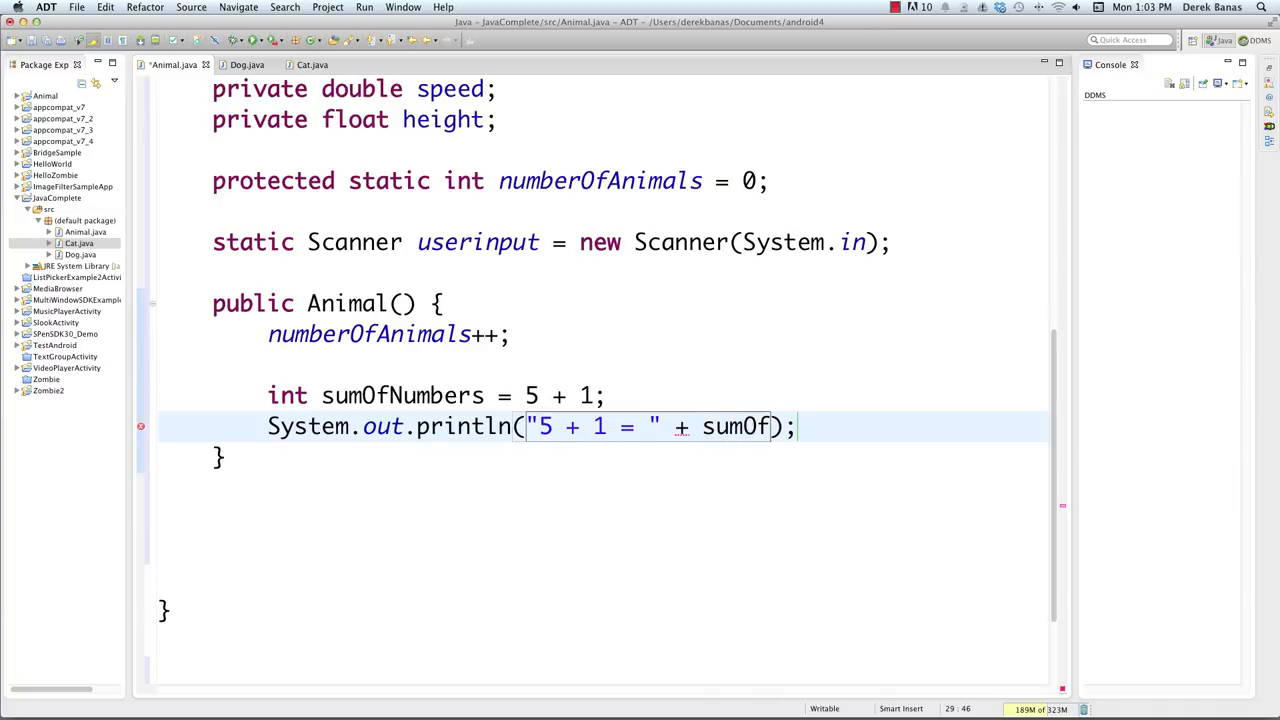 ADT File Edit Refactor Source Navigate Search Project Run Window Help 10 Mon 1:03 PM Derek Banas
Java - JavaComplete/src/Animal.java - ADT - /Users/derekbanas/Documents/android4
Quick Access Java DDMS
Package Exp *Animal.java Dog.java Cat.java Console
DDMS
Animal
appcompat_v7
appcompat_v7_2
appcompat_v7_3
appcompat_v7_4
BridgeSample
HelloWorld
HelloZombie
ImageFilterSampleApp
JavaComplete
src
(default package)
Animal.java
Cat.java
Dog.java
JRE System Library [Ja
ListPickerExample2Activi
MediaBrowser
MultiWindowSDKExample
MusicPlayerActivity
SlookActivity
SPenSDK30_Demo
TestAndroid
TextGroupActivity
VideoPlayerActivity
Zombie
Zombie2
private double speed;
private float height;
protected static int numberOfAnimals = 0;
static Scanner userinput = new Scanner(System.in);
public Animal() {
numberOfAnimals++;
int sumOfNumbers = 5 + 1;
System.out.println("5 + 1 = " + sumOf);
}
}
Writable Smart Insert 29 : 46 189M of 323M